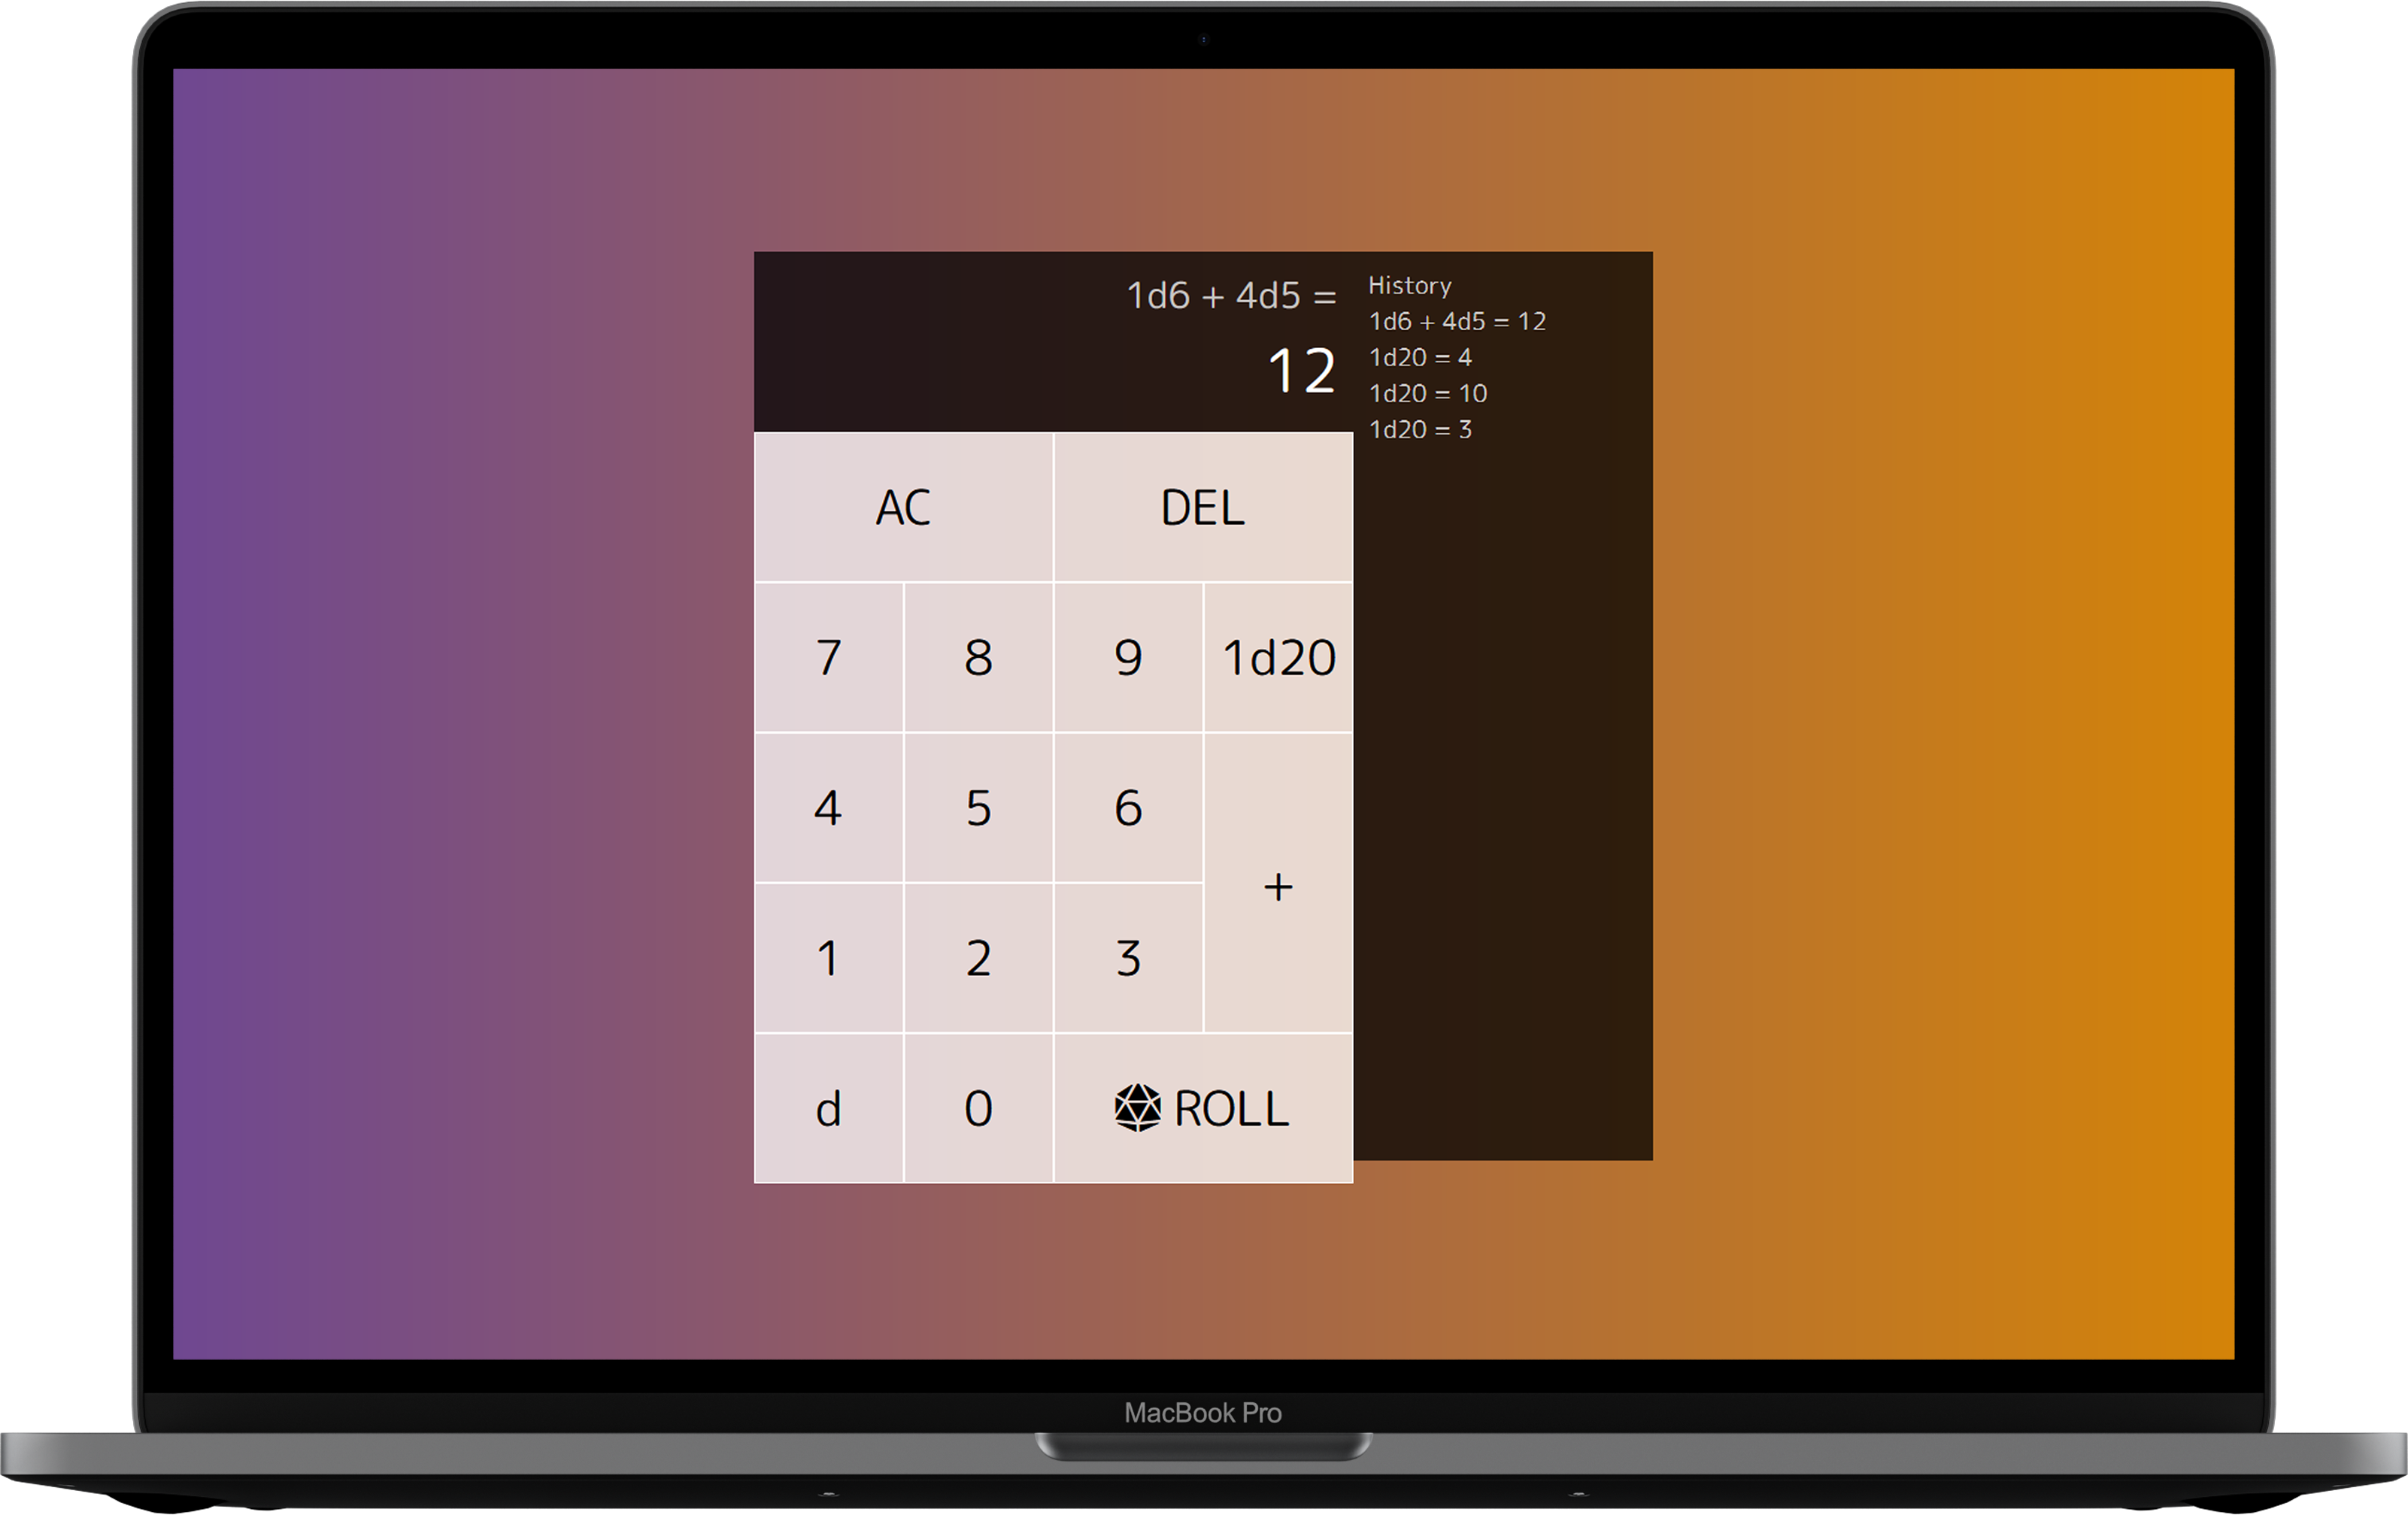 1d6 + 4d5 =
12
History
1d6 + 4d5 = 12
1d20 = 4
1d20 = 10
1d20 = 3
AC DEL
7 8 9 1d20
4 5 6
+
1 2 3
d 0 ROLL
MacBook Pro